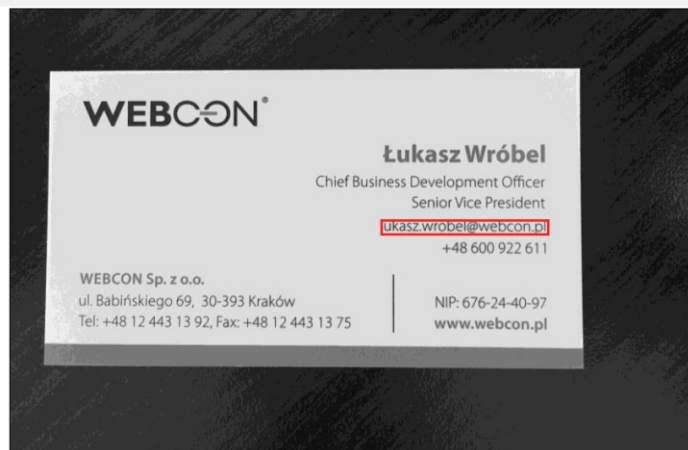 WEBCON®
Łukasz Wróbel
Chief Business Development Officer
Senior Vice President
ukasz.wrobel@webcon.pl
+48 600 922 611
WEBCON Sp. z o.o.
ul. Babińskiego 69, 30-393 Kraków
Tel: +48 12 443 13 92, Fax: +48 12 443 13 75
NIP: 676-24-40-97
www.webcon.pl